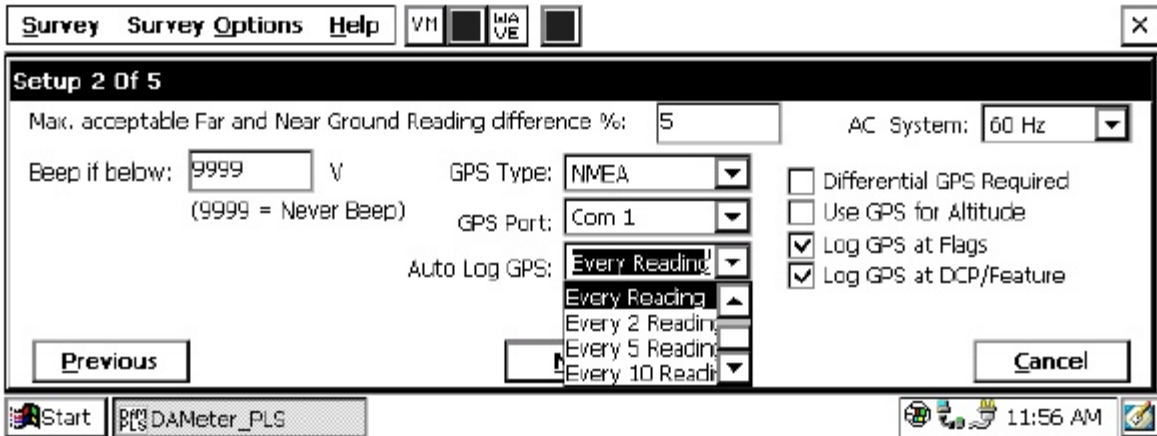 Survey Survey Options Help VM WA VE
Setup 2 Of 5
Max. acceptable Far and Near Ground Reading difference %: 5 AC System: 60 Hz
Beep if below: 9999 V GPS Type: NMEA
(9999 = Never Beep) GPS Port: Com 1
Auto Log GPS: Every Reading
Differential GPS Required
Use GPS for Altitude
Log GPS at Flags
Log GPS at DCP/Feature
Every Reading
Every 2 Reading
Every 5 Reading
Every 10 Readi
Previous Cancel
Start DAMeter_PLS 11:56 AM